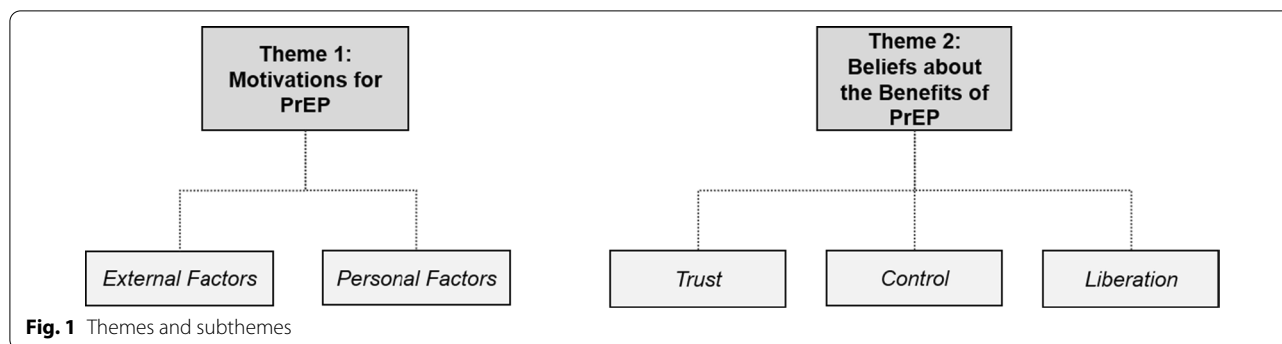 Theme 1:
Motivations for
PrEP
Theme 2:
Beliefs about
the Benefits of
PrEP
External Factors
Personal Factors
Trust
Control
Liberation
Fig. 1 Themes and subthemes